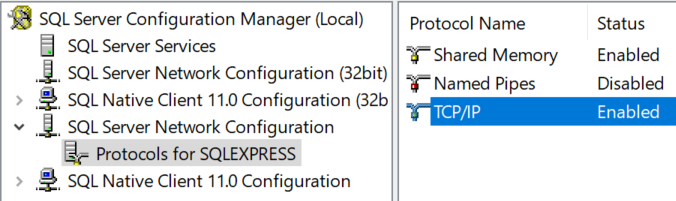 SQL Server Configuration Manager (Local)
SQL Server Services
SQL Server Network Configuration (32bit)
SQL Native Client 11.0 Configuration (32b
SQL Server Network Configuration
Protocols for SQLEXPRESS
SQL Native Client 11.0 Configuration
Protocol Name Status
Shared Memory Enabled
Named Pipes Disabled
TCP/IP Enabled